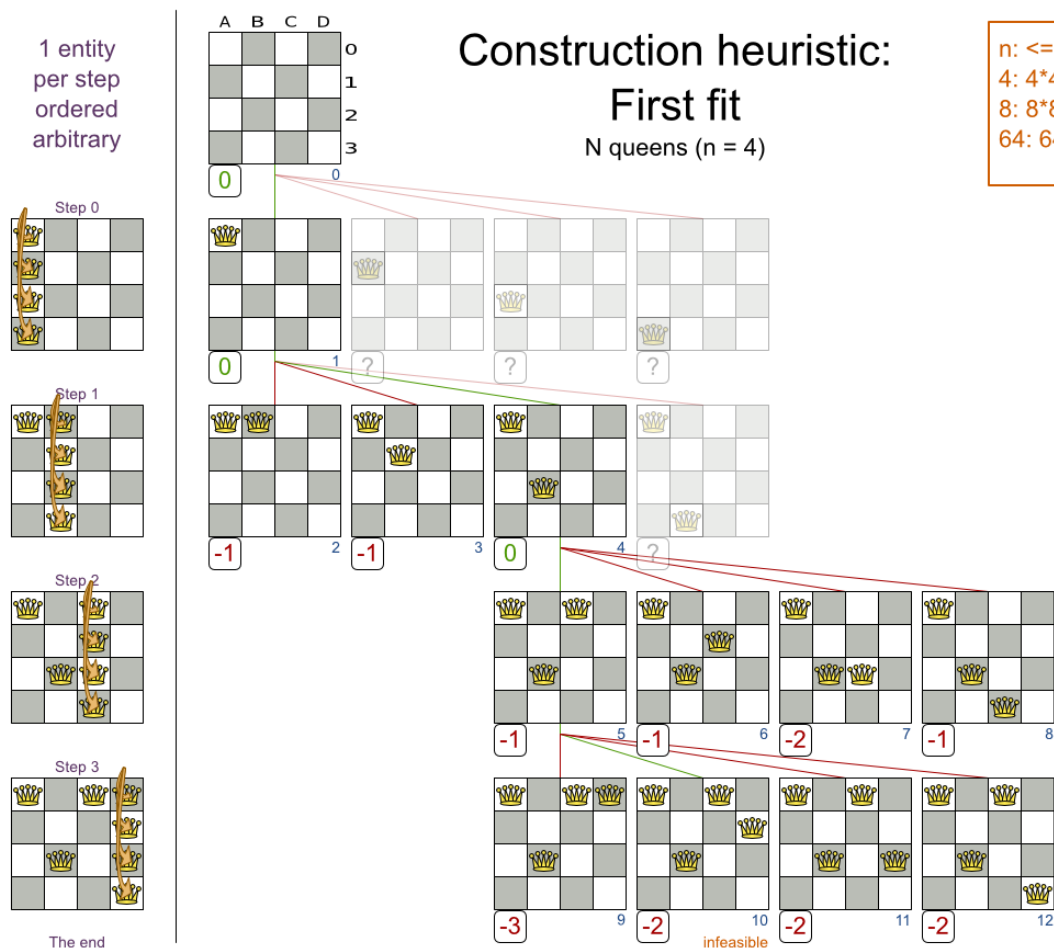 1 entity
per step
ordered
arbitrary
A B C D
0
1
2
3
0
0
Construction heuristic:
First fit
N queens (n = 4)
n: <=
4: 4*4
8: 8*8
64: 64
Step 0
0
1
?
?
?
Step 1
-1
2
-1
3
0
4
?
Step 2
-1
5
-1
6
-2
7
-1
8
Step 3
-3
9
-2
10
-2
11
-2
12
The end
infeasible